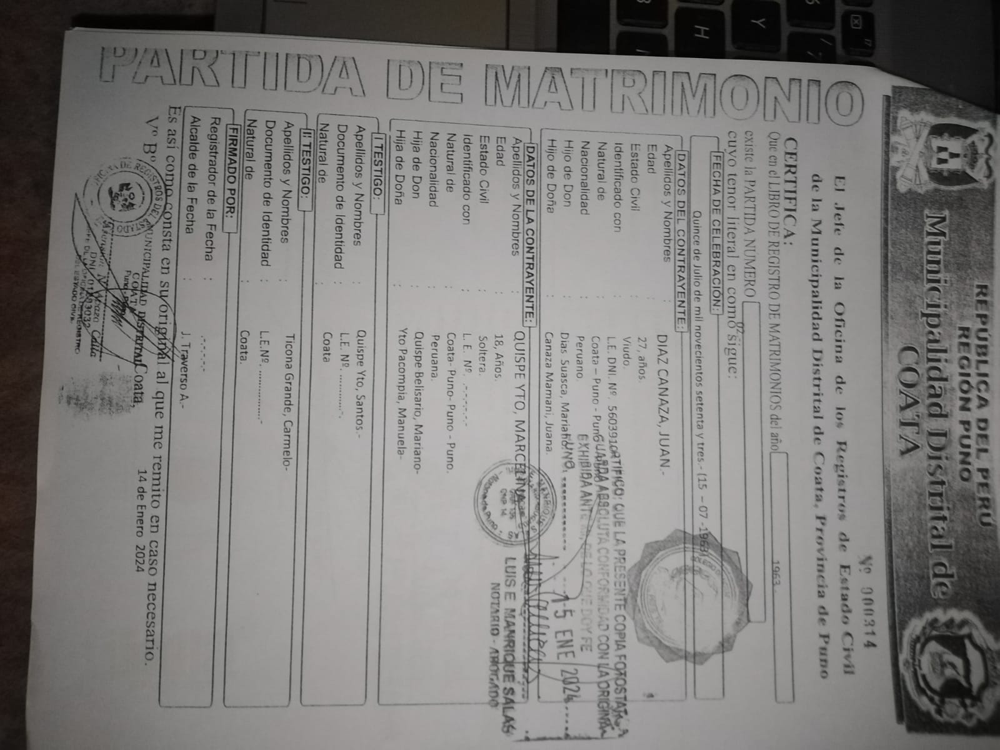 REPÚBLICA DEL PERÚ
REGIÓN PUNO
Municipalidad Distrital de
COATA
Nº 000314
El Jefe de la Oficina de los Registros de Estado Civil
de la Municipalidad Distrital de Coata, Provincia de Puno
PARTIDA DE MATRIMONIO
CERTIFICA:
Que en el LIBRO DE REGISTRO DE MATRIMONIOS del año 1963.
existe la PARTIDA NÚMERO 02
cuyo tenor literal en como sigue:
FECHA DE CELEBRACIÓN:
Quince de Julio de mil novecientos setenta y tres.- (15 – 07 -1963)
DATOS DEL CONTRAYENTE:
Apellidos y Nombres : DIAZ CANAZA, JUAN.-
Edad : 27, años.
Estado Civil : Viudo.
Identificado con : L.E. DNI. Nº. 5603910
Natural de : Coata – Puno - Puno
Nacionalidad : Peruano
Hijo de Don : Dias Suasca, Mariano.
Hijo de Doña : Canaza Mamani, Juana.
CERTIFICO: QUE LA PRESENTE COPIA FOTOSTATICA
GUARDA ABSOLUTA CONFORMIDAD CON LA ORIGINAL
EXHIBIDA ANTE MI, DE LO QUE DOY FE
PUNO, 15 ENE 2024
DATOS DE LA CONTRAYENTE:
Apellidos y Nombres : QUISPE YTO, MARCELINA
Edad : 18, Años.
Estado Civil : Soltera.
identificado con : L. E. Nº. .-.-.-.-.-.
Natural de : Coata- Puno- Puno - Puno.
Nacionalidad : Peruana.
Hija de Don : Quispe Belisario, Mariano-
Hija de Doña : Yto Pacompia, Manuela-
LUIS E MANRIQUE SALAS
NOTARIO - ABOGADO
I TESTIGO:
Apellidos y Nombres : Quispe Yto, Santos.-
Documento de Identidad : L.E. Nº. ............-.
Natural de : Coata
II TESTIGO:
Apellidos y Nombres : Ticona Grande, Carmelo-
Documento de Identidad : L.E.Nº. ...............-
Natural de : Coata.
FIRMADO POR:
Registrador de la Fecha : .-.-.-.--
Alcalde de la Fecha : J. Traverso A.-
Es así como consta en su original al que me remito en caso necesario.
Vº Bº
Coata, 14 de Enero 2024
MUNICIPALIDAD DISTRITAL
COATA
DNI. 01283032
JEFE DE LA OFICINA DE REGISTRO
DEL ESTADO CIVIL